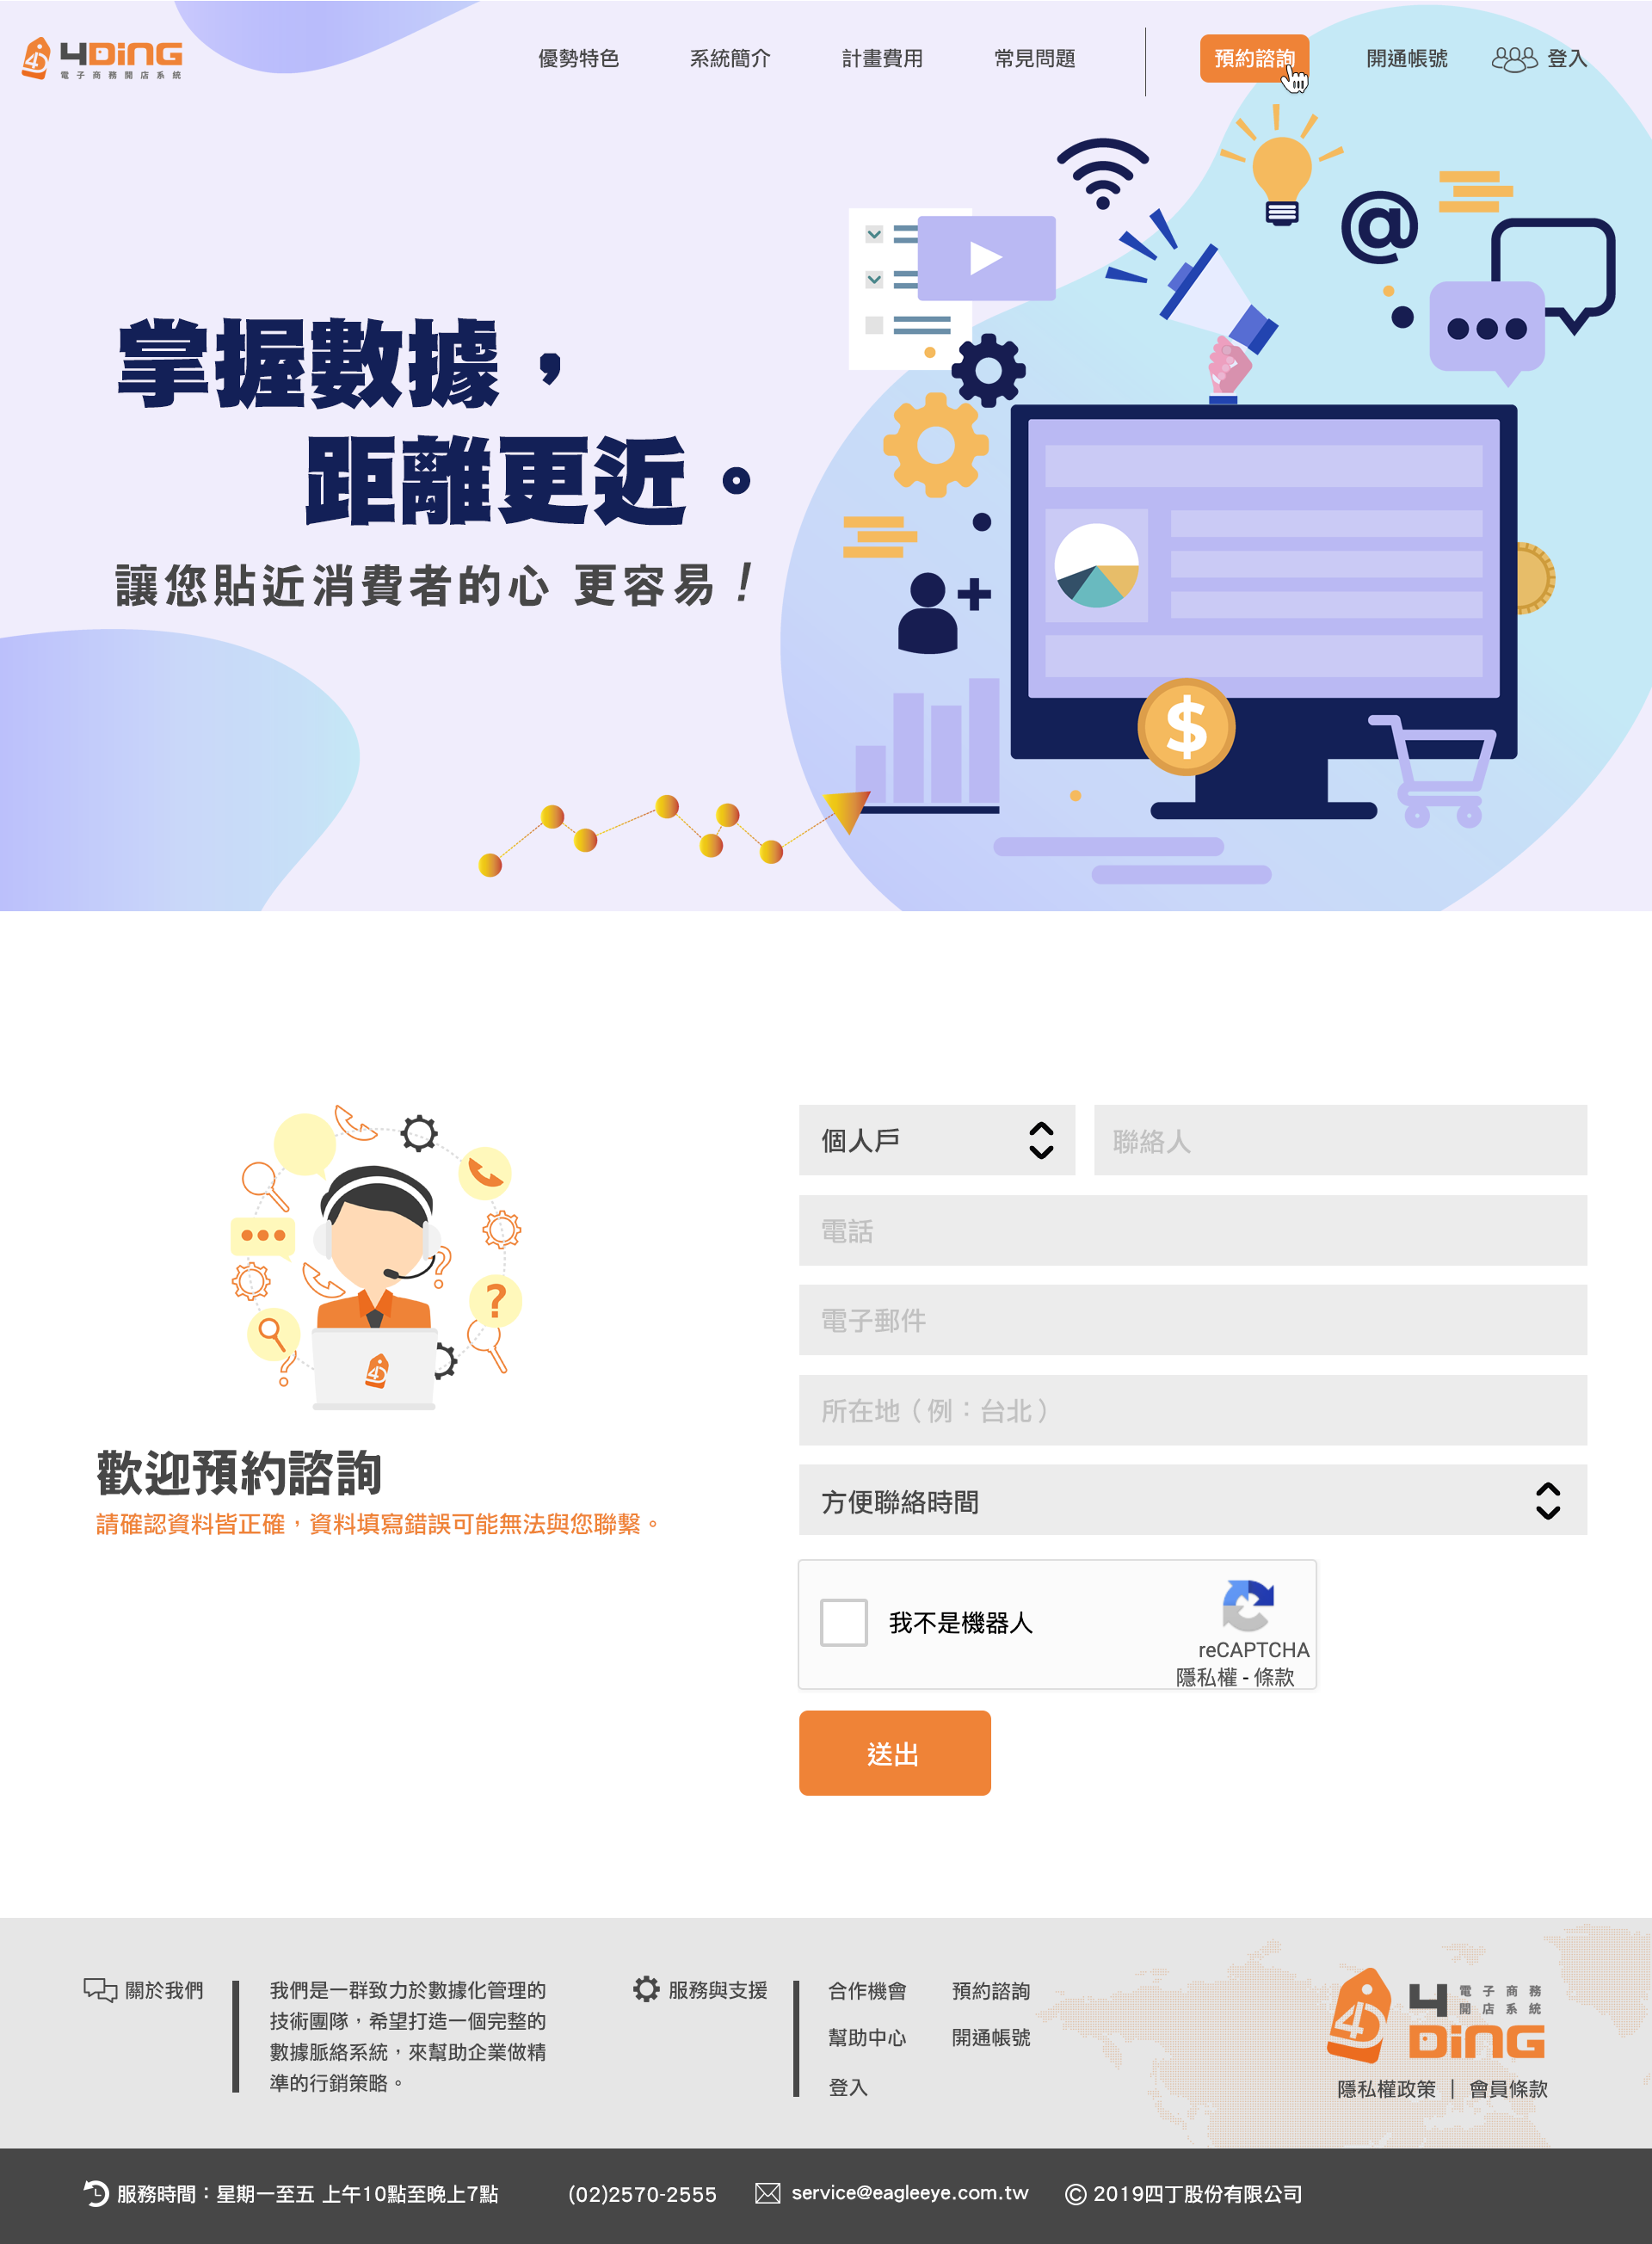 4DiNG
電子商務開店系統
優勢特色
系統簡介
計畫費用
常見問題
預約諮詢
開通帳號
登入
@
掌握數據，
距離更近。
讓您貼近消費者的心 更容易！
$
?
?
?
4D
歡迎預約諮詢
請確認資料皆正確，資料填寫錯誤可能無法與您聯繫。
個人戶
聯絡人
電話
電子郵件
所在地（例：台北）
方便聯絡時間
我不是機器人
reCAPTCHA
隱私權 - 條款
送出
關於我們
我們是一群致力於數據化管理的
技術團隊，希望打造一個完整的
數據脈絡系統，來幫助企業做精
準的行銷策略。
服務與支援
合作機會
預約諮詢
幫助中心
開通帳號
登入
4D
4 電子商務
開店系統
DiNG
隱私權政策 | 會員條款
服務時間：星期一至五 上午10點至晚上7點
(02)2570-2555
service@eagleeye.com.tw
© 2019四丁股份有限公司